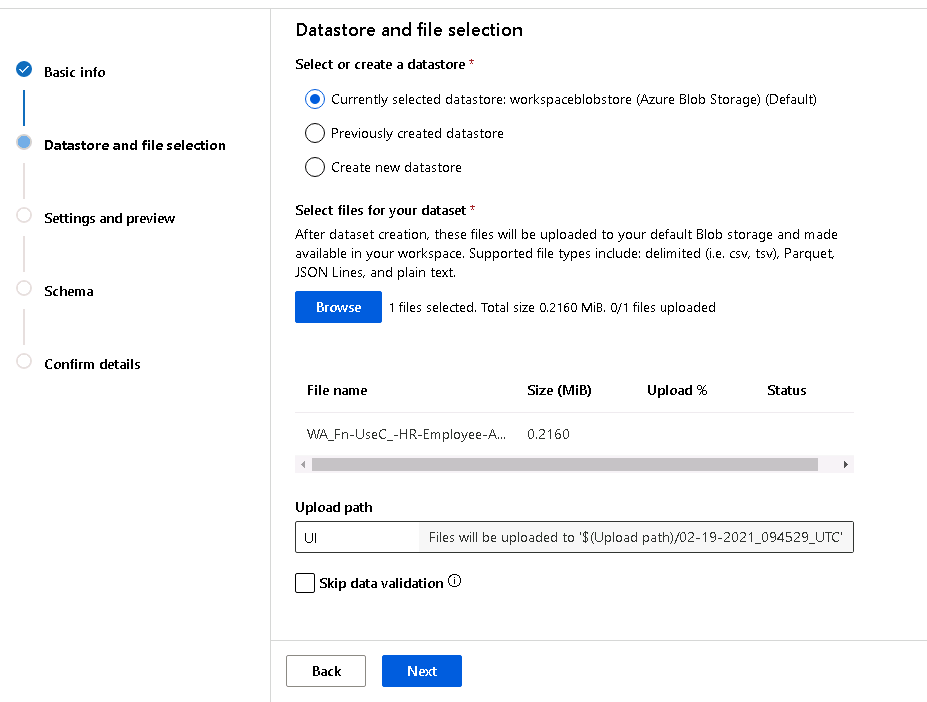 Datastore and file selection
Basic info
Datastore and file selection
Settings and preview
Schema
Confirm details
Select or create a datastore *
Currently selected datastore: workspaceblobstore (Azure Blob Storage) (Default)
Previously created datastore
Create new datastore
Select files for your dataset *
After dataset creation, these files will be uploaded to your default Blob storage and made
available in your workspace. Supported file types include: delimited (i.e. csv, tsv), Parquet,
JSON Lines, and plain text.
Browse 1 files selected. Total size 0.2160 MiB. 0/1 files uploaded
File name Size (MiB) Upload % Status
WA_Fn-UseC_-HR-Employee-A... 0.2160
Upload path
UI Files will be uploaded to '$(Upload path)/02-19-2021_094529_UTC'
Skip data validation
Back Next